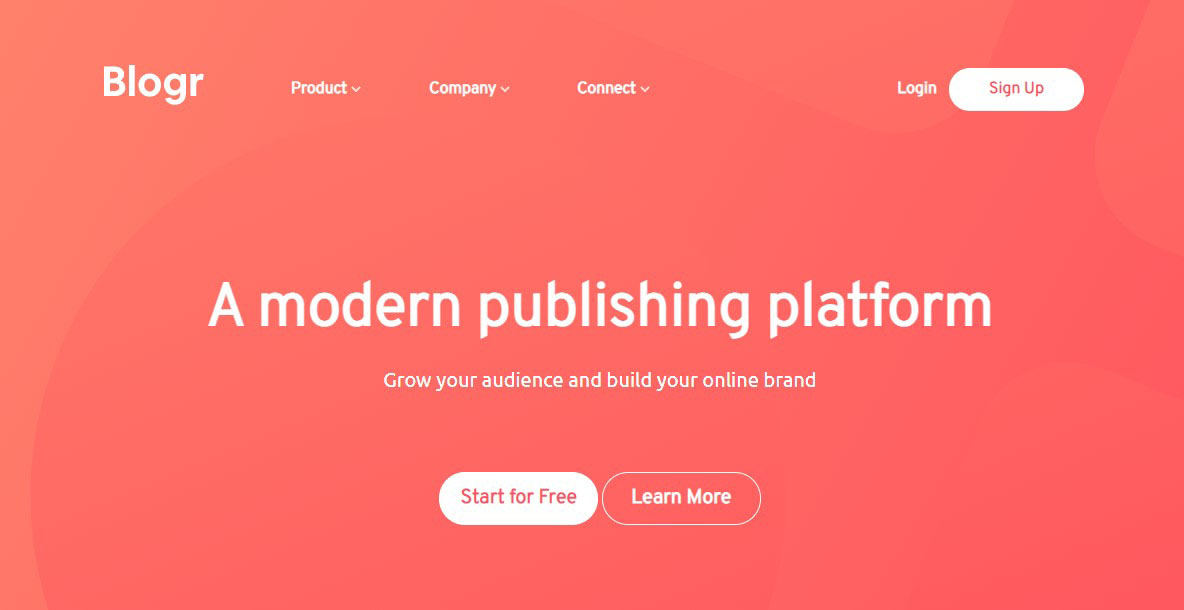 Blogr Product Company Connect Login Sign Up
A modern publishing platform
Grow your audience and build your online brand
Start for Free Learn More